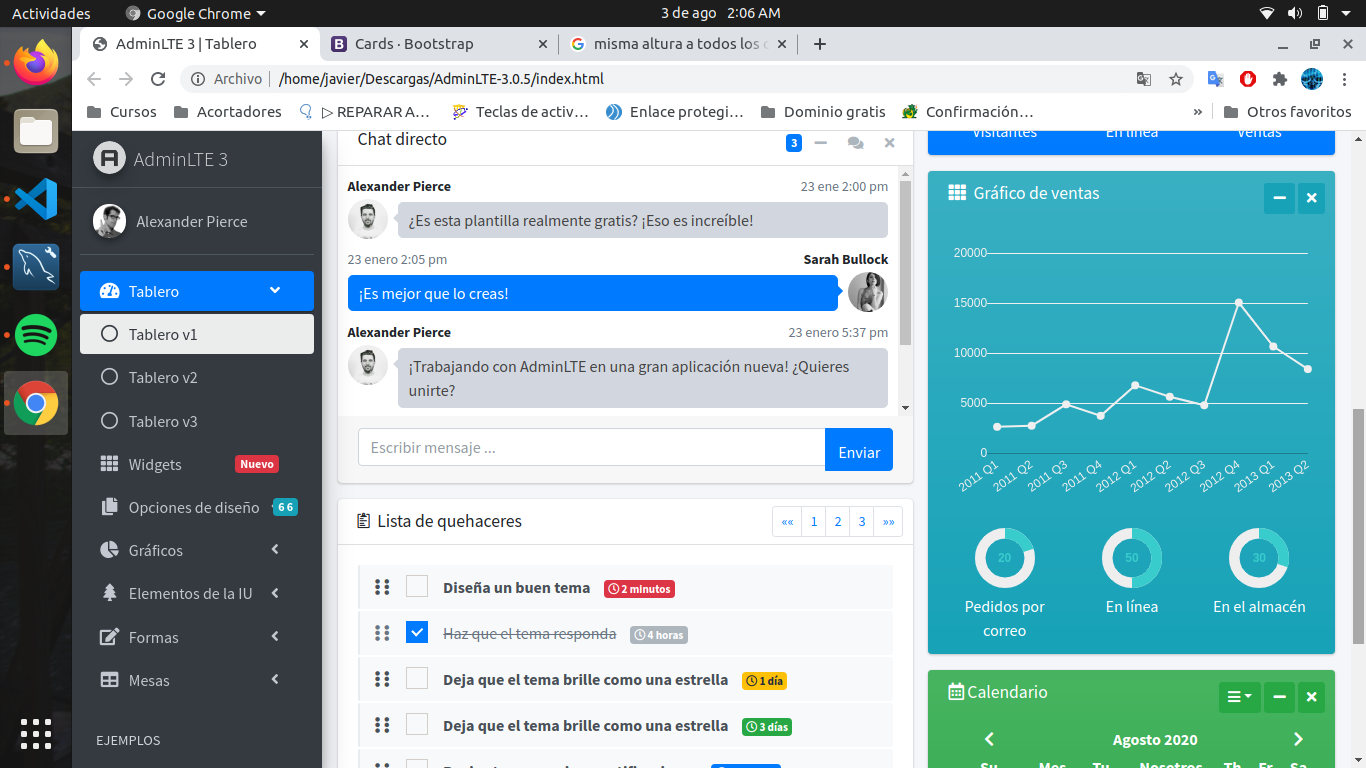 Actividades
Google Chrome
3 de ago 2:06 AM
AdminLTE 3 | Tablero
Cards · Bootstrap
misma altura a todos los
Archivo
/home/javier/Descargas/AdminLTE-3.0.5/index.html
Cursos
Acortadores
▷ REPARAR A…
Teclas de activ…
Enlace protegi…
Dominio gratis
Confirmación…
»
Otros favoritos
AdminLTE 3
Alexander Pierce
Tablero
Tablero v1
Tablero v2
Tablero v3
Widgets
Nuevo
Opciones de diseño
6 6
Gráficos
Elementos de la IU
Formas
Mesas
EJEMPLOS
Chat directo
3
Alexander Pierce
23 ene 2:00 pm
¿Es esta plantilla realmente gratis? ¡Eso es increíble!
23 enero 2:05 pm
Sarah Bullock
¡Es mejor que lo creas!
Alexander Pierce
23 enero 5:37 pm
¡Trabajando con AdminLTE en una gran aplicación nueva! ¿Quieres
unirte?
Escribir mensaje ...
Enviar
Lista de quehaceres
««
1
2
3
»»
Diseña un buen tema
2 minutos
Haz que el tema responda
4 horas
Deja que el tema brille como una estrella
1 día
Deja que el tema brille como una estrella
3 días
Visitantes
En línea
Ventas
Gráfico de ventas
20000
15000
10000
5000
0
2011 Q1
2011 Q2
2011 Q3
2011 Q4
2012 Q1
2012 Q2
2012 Q3
2012 Q4
2013 Q1
2013 Q2
20
50
30
Pedidos por
correo
En línea
En el almacén
Calendario
Agosto 2020
Su
Mes
Tu
Nosotros
Th
Fr
Sa